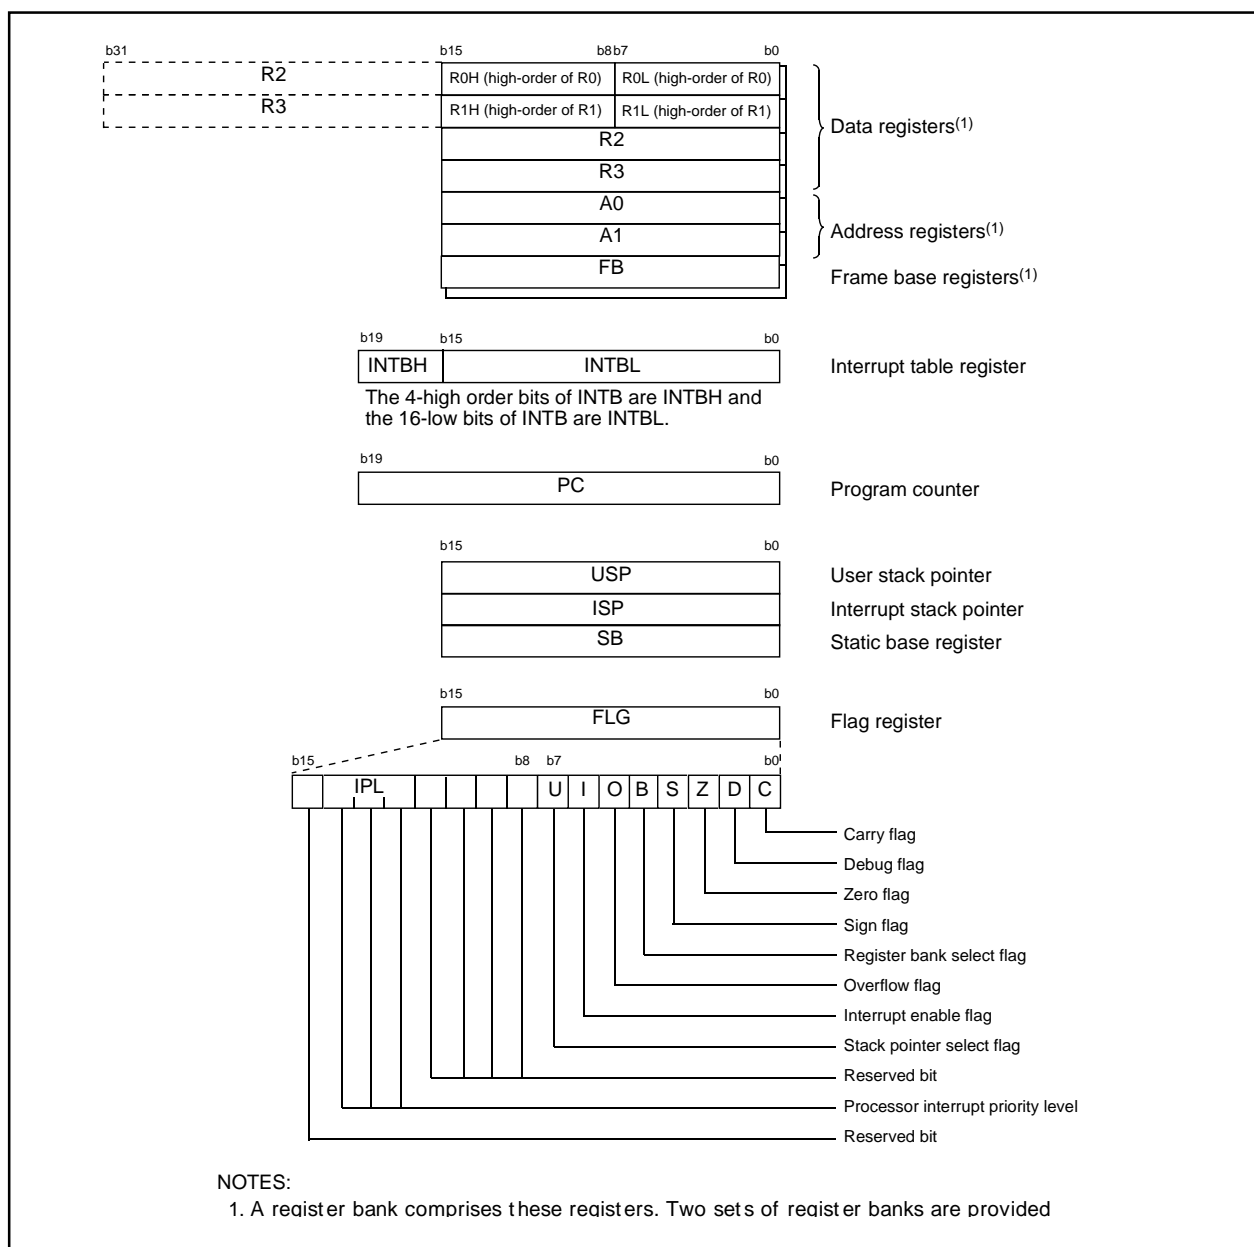 b31 b15 b8b7 b0
R2 R0H (high-order of R0) R0L (high-order of R0)
R3 R1H (high-order of R1) R1L (high-order of R1)
Data registers(1)
R2
R3
A0
A1
Address registers(1)
FB
Frame base registers(1)
b19 b15 b0
INTBH INTBL Interrupt table register
The 4-high order bits of INTB are INTBH and
the 16-low bits of INTB are INTBL.
b19 b0
PC Program counter
b15 b0
USP User stack pointer
ISP Interrupt stack pointer
SB Static base register
b15 b0
FLG Flag register
b15 b8 b7 b0
IPL U I O B S Z D C
Carry flag
Debug flag
Zero flag
Sign flag
Register bank select flag
Overflow flag
Interrupt enable flag
Stack pointer select flag
Reserved bit
Processor interrupt priority level
Reserved bit
NOTES:
1. A register bank comprises these registers. Two sets of register banks are provided